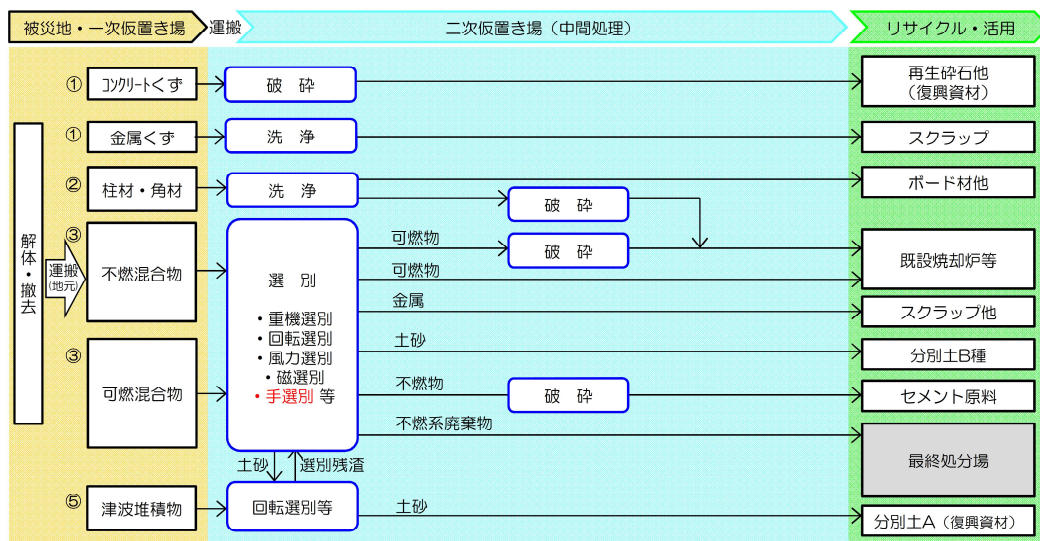 被災地・一次仮置き場
運搬
二次仮置き場（中間処理）
リサイクル・活用
①
コンクリートくず
破 砕
再生砕石他
（復興資材）
①
金属くず
洗 浄
スクラップ
②
柱材・角材
洗 浄
破 砕
ボード材他
解体・撤去
運搬
(地元)
③
不燃混合物
選 別
・重機選別
・回転選別
・風力選別
・磁選別
・手選別 等
可燃物
破 砕
可燃物
既設焼却炉等
金属
スクラップ他
③
可燃混合物
土砂
分別土B種
不燃物
破 砕
セメント原料
不燃系廃棄物
最終処分場
土砂
選別残渣
⑤
津波堆積物
回転選別等
土砂
分別土A（復興資材）